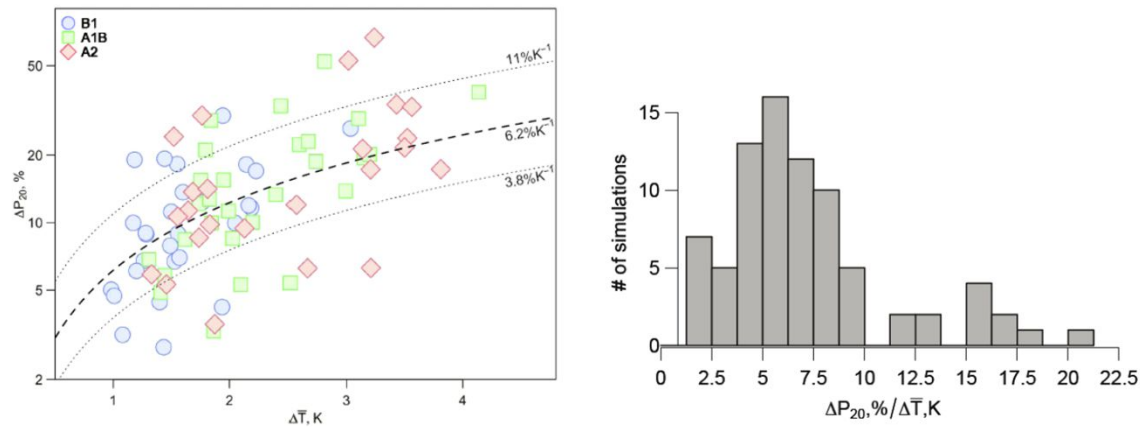 B1
A1B
A2
ΔP20, %
50
20
10
5
2
11%K−1
6.2%K−1
3.8%K−1
1 2 3 4
ΔT̅, K
# of simulations
15
10
5
0
0 2.5 5 7.5 10 12.5 15 17.5 20 22.5
ΔP20,%/ΔT̅,K